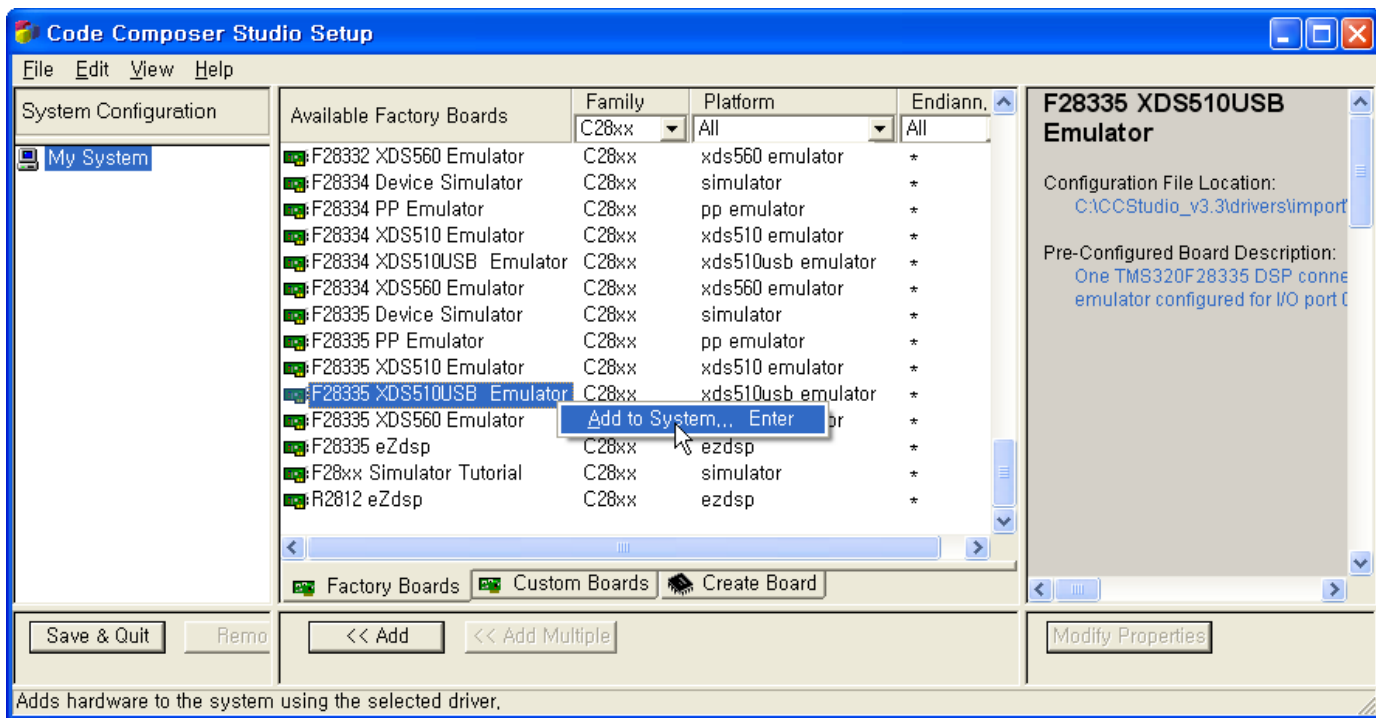 Code Composer Studio Setup
File Edit View Help
System Configuration
My System
Available Factory Boards Family Platform Endiann,
C28xx All All
F28332 XDS560 Emulator C28xx xds560 emulator *
F28334 Device Simulator C28xx simulator *
F28334 PP Emulator C28xx pp emulator *
F28334 XDS510 Emulator C28xx xds510 emulator *
F28334 XDS510USB Emulator C28xx xds510usb emulator *
F28334 XDS560 Emulator C28xx xds560 emulator *
F28335 Device Simulator C28xx simulator *
F28335 PP Emulator C28xx pp emulator *
F28335 XDS510 Emulator C28xx xds510 emulator *
F28335 XDS510USB Emulator C28xx xds510usb emulator *
F28335 XDS560 Emulator *
Add to System,,, Enter
F28335 eZdsp C28xx ezdsp *
F28xx Simulator Tutorial C28xx simulator *
R2812 eZdsp C28xx ezdsp *
Factory Boards Custom Boards Create Board
F28335 XDS510USB
Emulator
Configuration File Location:
C:\CCStudio_v3.3\drivers\import\
Pre-Configured Board Description:
One TMS320F28335 DSP conne
emulator configured for I/O port 0
Save & Quit Remo << Add << Add Multiple Modify Properties
Adds hardware to the system using the selected driver,